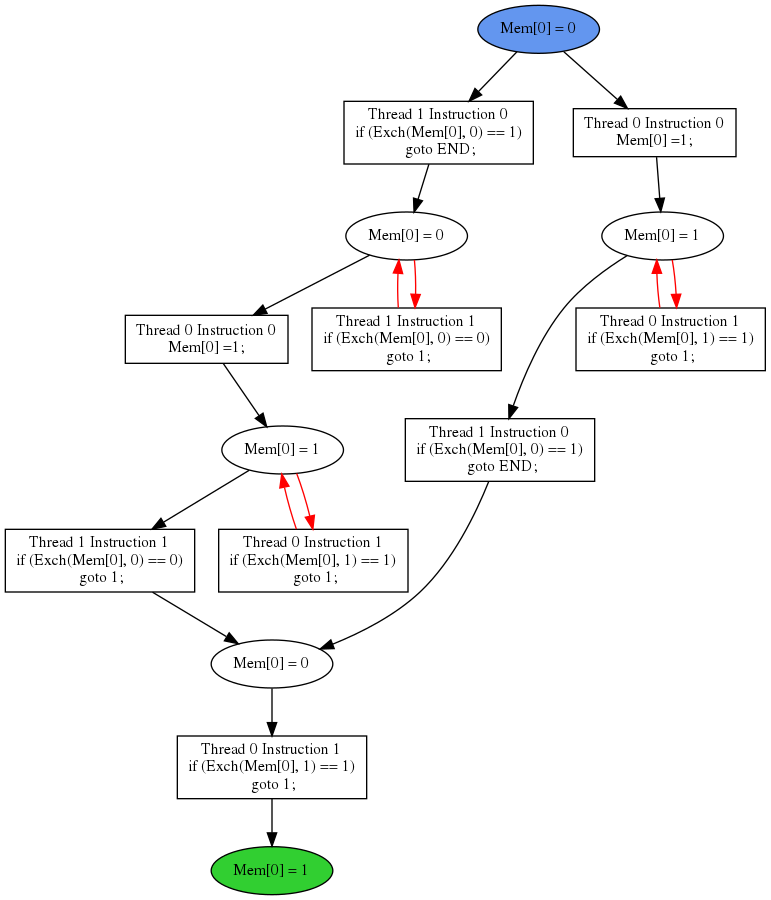 Mem[0] = 0
Thread 1 Instruction 0
if (Exch(Mem[0], 0) == 1)
goto END;
Thread 0 Instruction 0
Mem[0] =1;
Mem[0] = 0
Mem[0] = 1
Thread 0 Instruction 0
Mem[0] =1;
Thread 1 Instruction 1
if (Exch(Mem[0], 0) == 0)
goto 1;
Thread 0 Instruction 1
if (Exch(Mem[0], 1) == 1)
goto 1;
Mem[0] = 1
Thread 1 Instruction 0
if (Exch(Mem[0], 0) == 1)
goto END;
Thread 1 Instruction 1
if (Exch(Mem[0], 0) == 0)
goto 1;
Thread 0 Instruction 1
if (Exch(Mem[0], 1) == 1)
goto 1;
Mem[0] = 0
Thread 0 Instruction 1
if (Exch(Mem[0], 1) == 1)
goto 1;
Mem[0] = 1